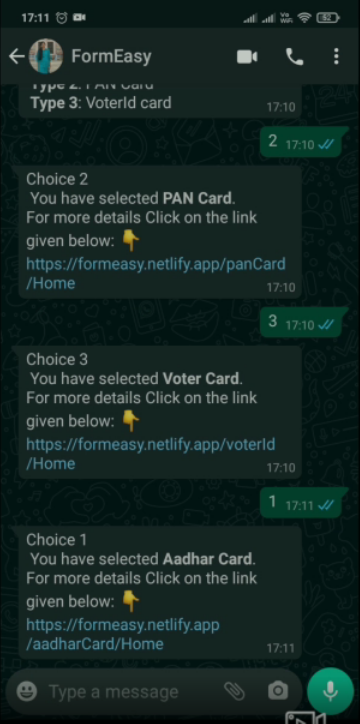 17:11
Vo
WiFi
52
FormEasy
Type 2: PAN Card
Type 3: VoterId card
17:10
2 17:10
Choice 2
You have selected PAN Card.
For more details Click on the link
given below: 👇
https://formeasy.netlify.app/panCard
/Home
17:10
3 17:10
Choice 3
You have selected Voter Card.
For more details Click on the link
given below: 👇
https://formeasy.netlify.app/voterId
/Home
17:10
1 17:11
Choice 1
You have selected Aadhar Card.
For more details Click on the link
given below: 👇
https://formeasy.netlify.app
/aadharCard/Home
17:11
Type a message